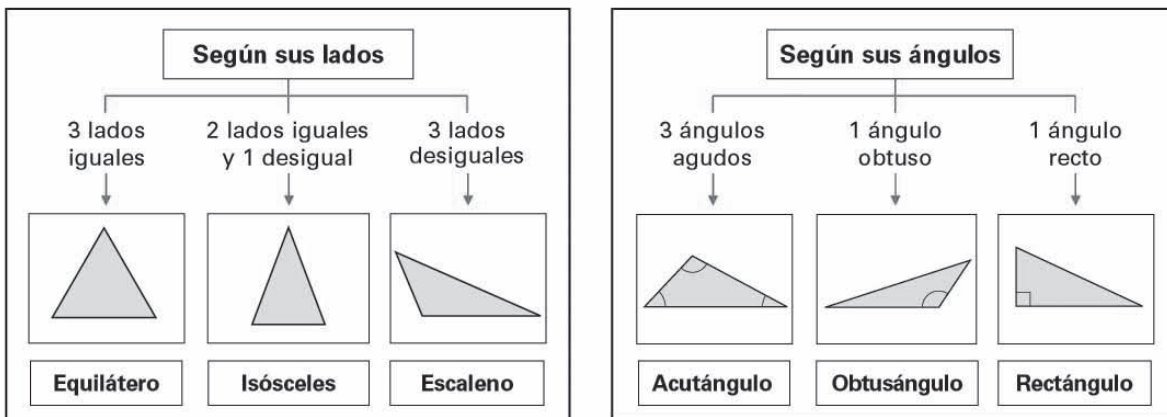 Según sus lados
3 lados
iguales
2 lados iguales
y 1 desigual
3 lados
desiguales
Equilátero
Isósceles
Escaleno
Según sus ángulos
3 ángulos
agudos
1 ángulo
obtuso
1 ángulo
recto
Acutángulo
Obtusángulo
Rectángulo